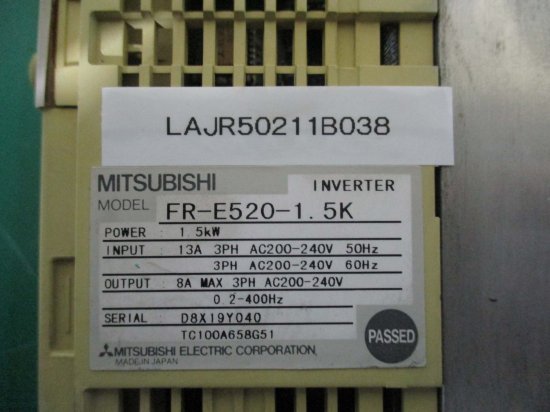 LAJR50211B038
MITSUBISHI INVERTER
MODEL FR-E520-1.5K
POWER : 1.5kW
INPUT : 13A 3PH AC200-240V 50Hz
3PH AC200-240V 60Hz
OUTPUT : 8A MAX 3PH AC200-240V
0.2-400Hz
SERIAL : D8X19Y040
TC100A658G51
PASSED
MITSUBISHI ELECTRIC CORPORATION
MADE IN JAPAN